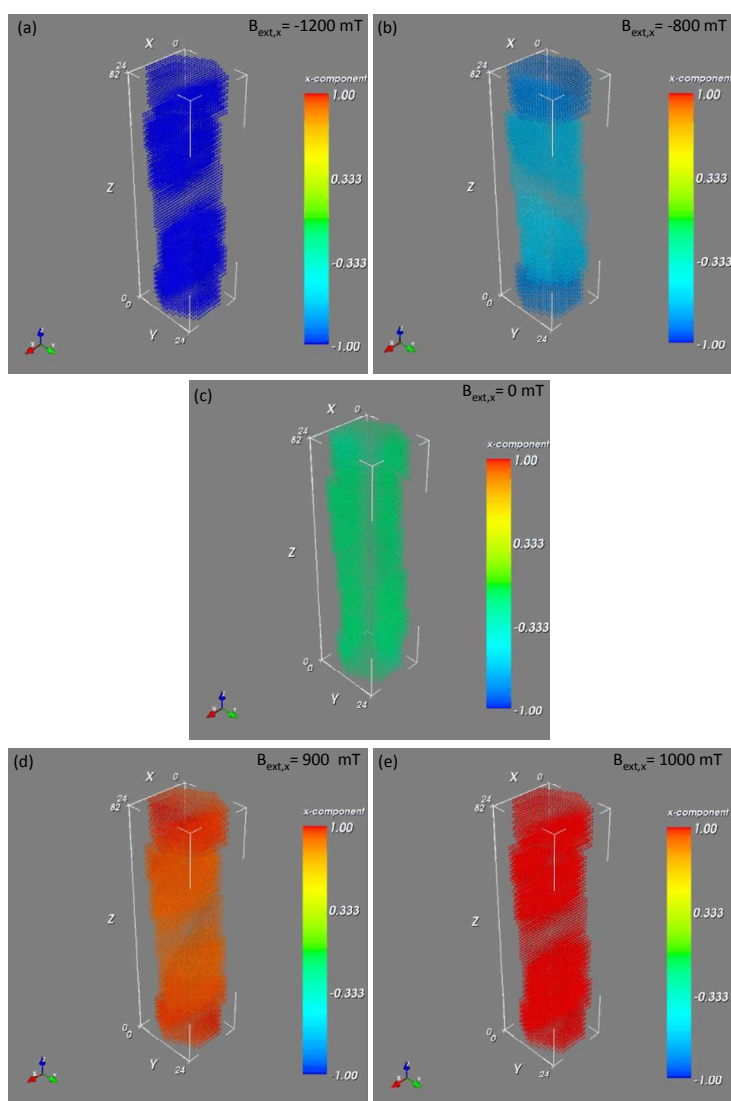 (a) B_ext,x= -1200 mT
X 0
24
82
x-component
1.00
0.333
Z
-0.333
0
0
Y
24
-1.00
(b) B_ext,x= -800 mT
X 0
24
82
x-component
1.00
0.333
Z
-0.333
0
0
Y
24
-1.00
(c) B_ext,x= 0 mT
X 0
24
82
x-component
1.00
0.333
Z
-0.333
0
0
Y
24
-1.00
(d) B_ext,x= 900 mT
X 0
24
82
x-component
1.00
0.333
Z
-0.333
0
0
Y
24
-1.00
(e) B_ext,x= 1000 mT
X 0
24
82
x-component
1.00
0.333
Z
-0.333
0
0
Y
24
-1.00